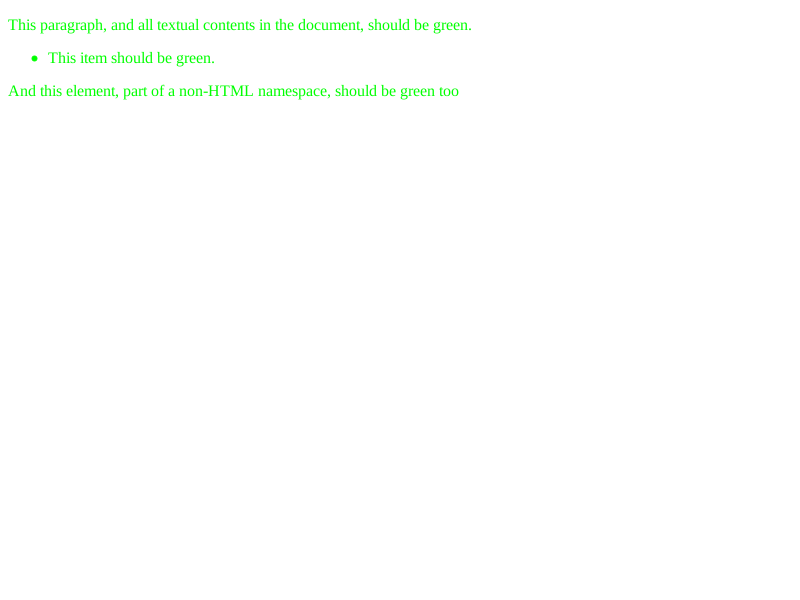 This paragraph, and all textual contents in the document, should be green.
This item should be green.
And this element, part of a non-HTML namespace, should be green too